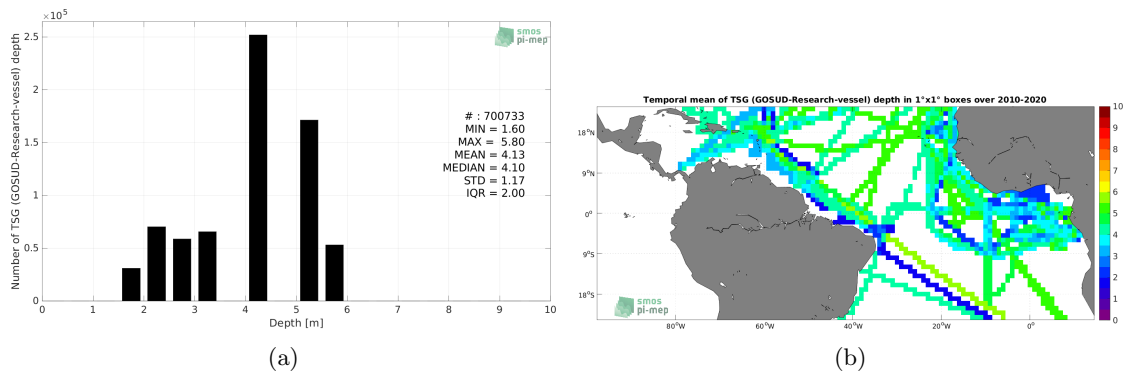 ×10⁵
2.5
2
1.5
1
0.5
0
Number of TSG (GOSUD-Research-vessel) depth
0 1 2 3 4 5 6 7 8 9 10
Depth [m]
smos
pi-mep
# : 700733
MIN = 1.60
MAX = 5.80
MEAN = 4.13
MEDIAN = 4.10
STD = 1.17
IQR = 2.00
(a)
Temporal mean of TSG (GOSUD-Research-vessel) depth in 1°x1° boxes over 2010-2020
18°N
9°N
0°
9°S
18°S
80°W 60°W 40°W 20°W 0°
smos
pi-mep
10
9
8
7
6
5
4
3
2
1
0
(b)